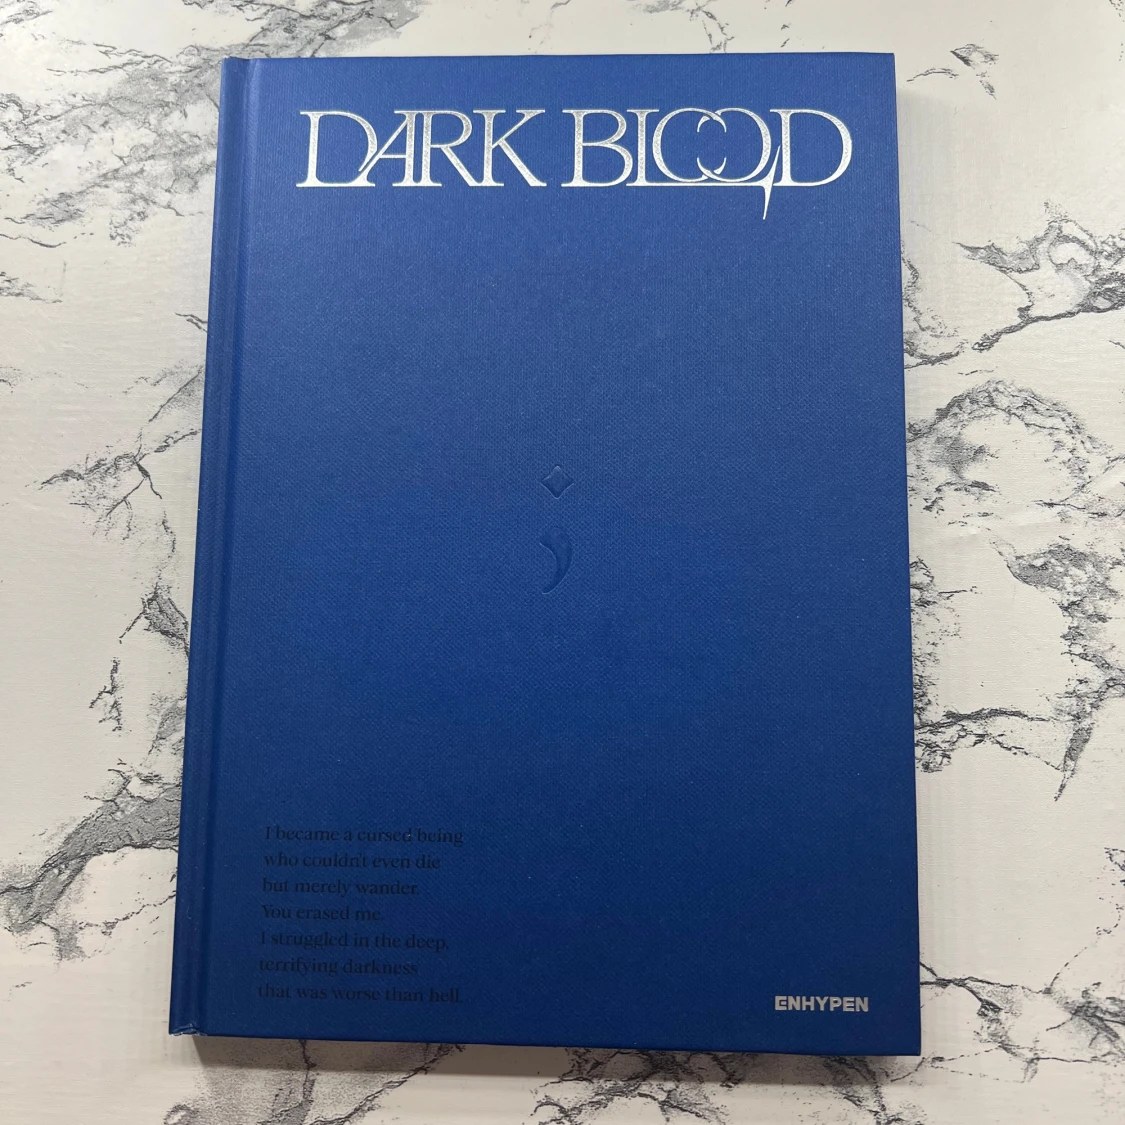 DARK BLOOD
;
I became a cursed being
who couldn't even die
but merely wander.
You erased me.
I struggled in the deep,
terrifying darkness
that was worse than hell.
ENHYPEN